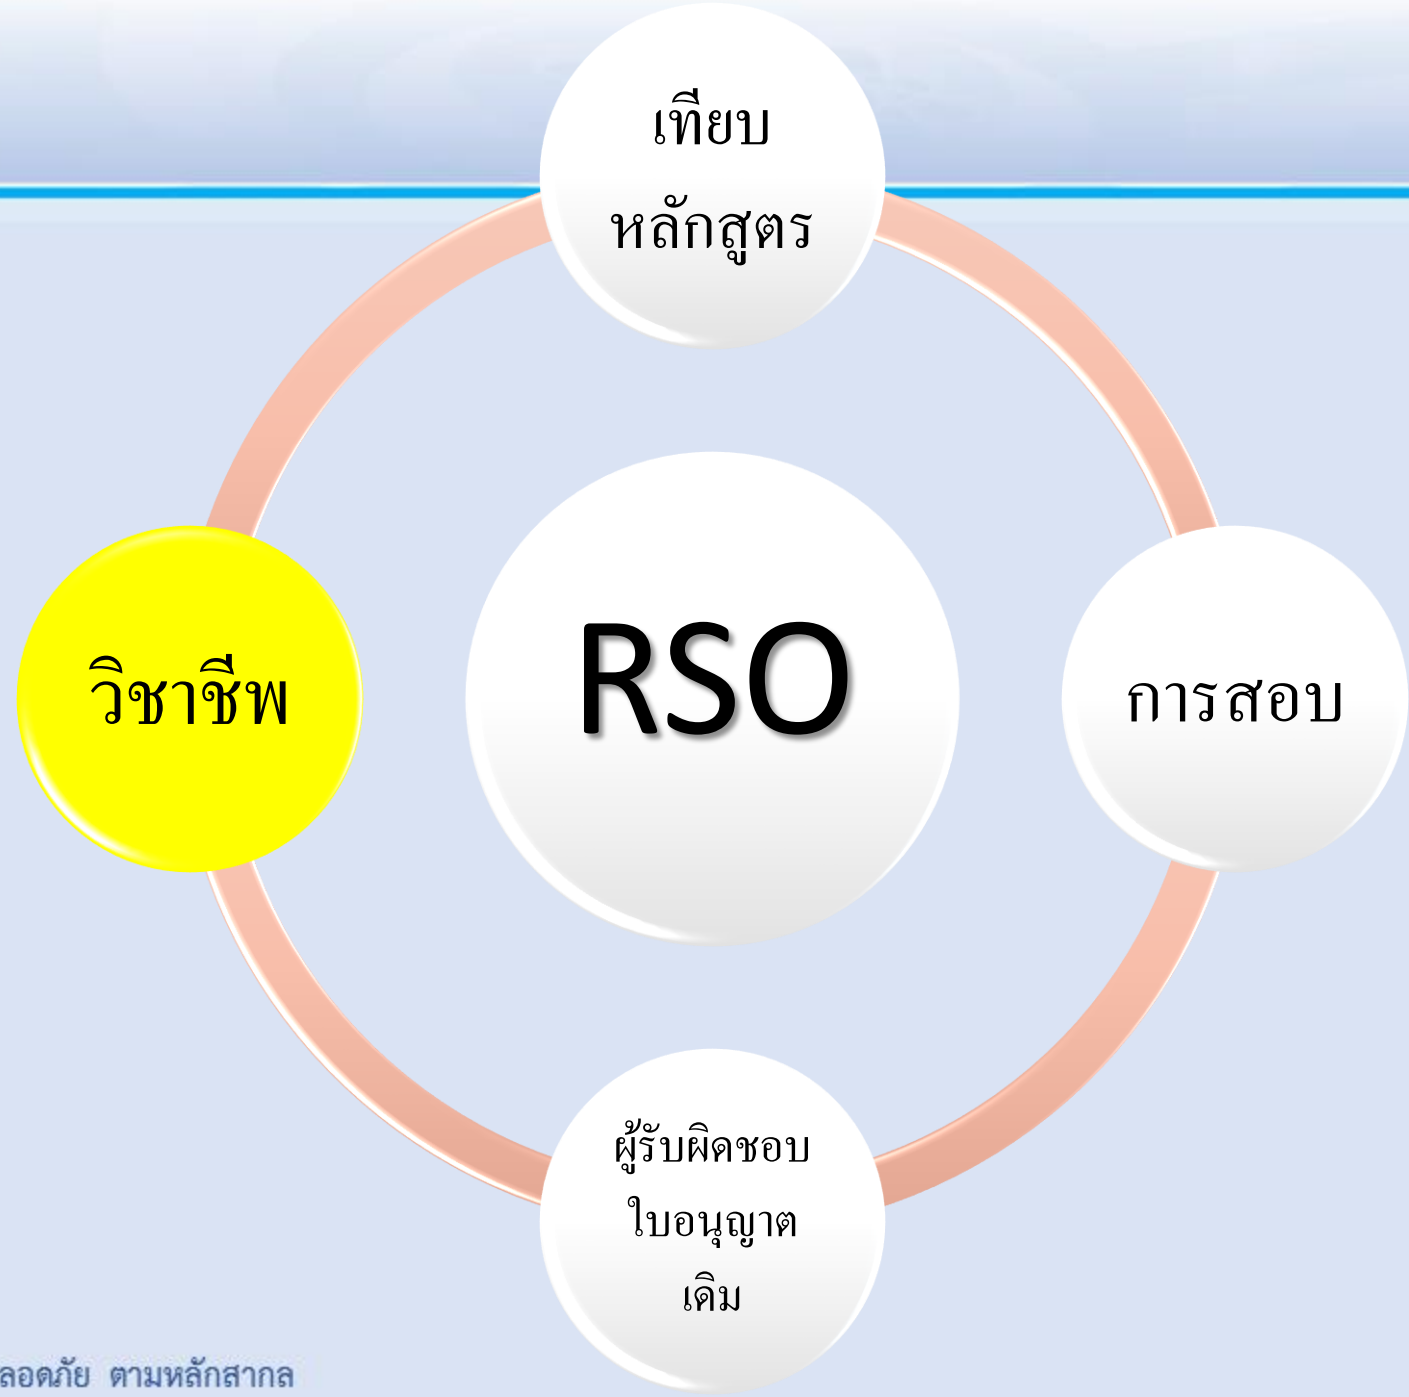 เทียบ
หลักสูตร
วิชาชีพ
RSO
การสอบ
ผู้รับผิดชอบ
ใบอนุญาต
เดิม
ลอดภัย ตามหลักสากล